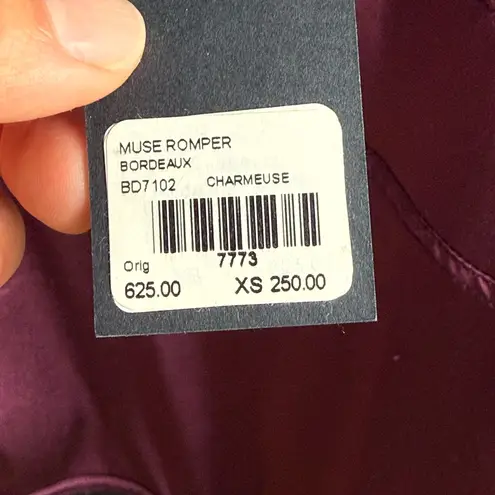 MUSE ROMPER
BORDEAUX
BD7102 CHARMEUSE
7773
Orig
625.00 XS 250.00